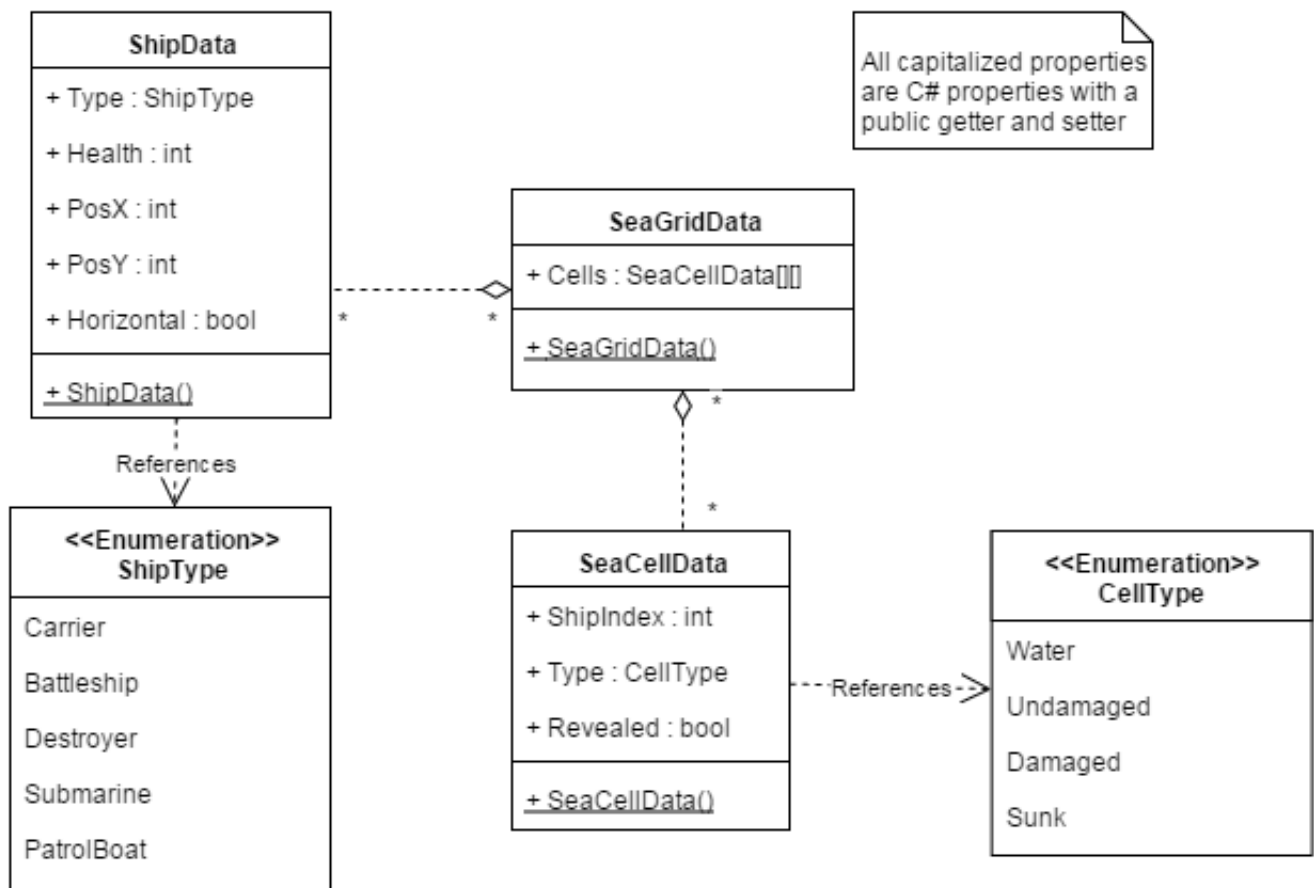 ShipData
+ Type : ShipType
+ Health : int
+ PosX : int
+ PosY : int
+ Horizontal : bool
+ ShipData()
All capitalized properties
are C# properties with a
public getter and setter
SeaGridData
+ Cells : SeaCellData[][]
+ SeaGridData()
*
*
*
*
References
<<Enumeration>>
ShipType
Carrier
Battleship
Destroyer
Submarine
PatrolBoat
SeaCellData
+ ShipIndex : int
+ Type : CellType
+ Revealed : bool
+ SeaCellData()
References
<<Enumeration>>
CellType
Water
Undamaged
Damaged
Sunk